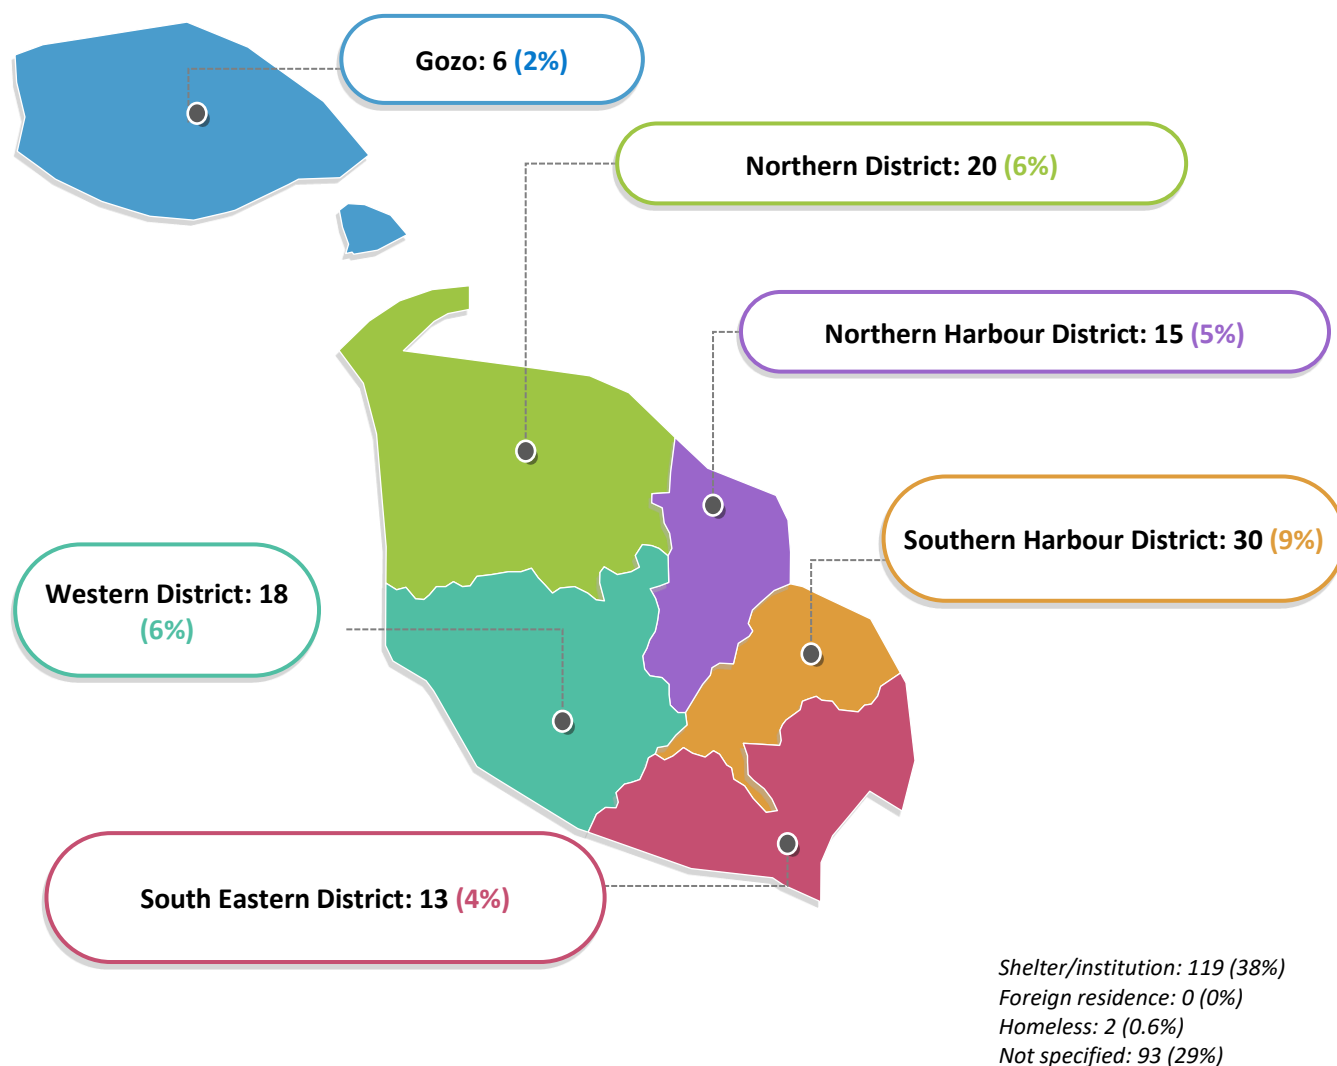 Gozo: 6 (2%)
Northern District: 20 (6%)
Northern Harbour District: 15 (5%)
Southern Harbour District: 30 (9%)
Western District: 18
(6%)
South Eastern District: 13 (4%)
Shelter/institution: 119 (38%)
Foreign residence: 0 (0%)
Homeless: 2 (0.6%)
Not specified: 93 (29%)